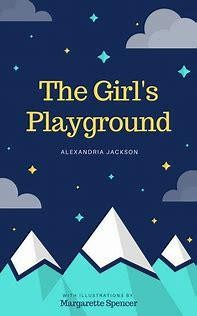 The Girl's
Playground
ALEXANDRIA JACKSON
WITH ILLUSTRATIONS BY
Margarette Spencer